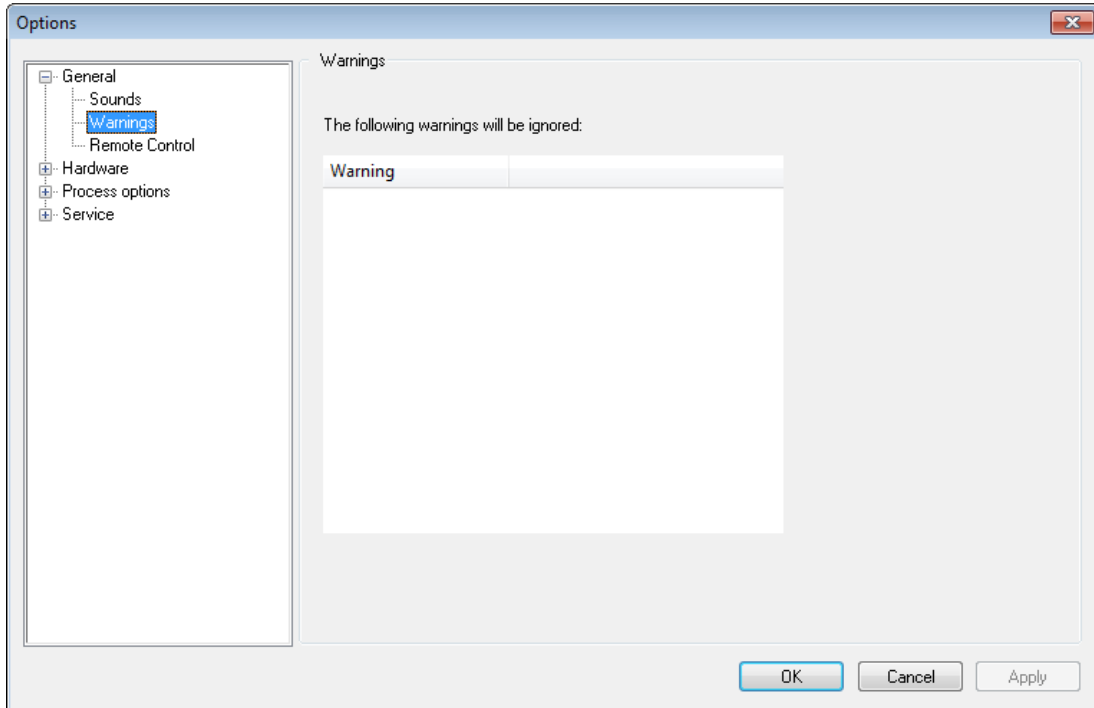 Options
General
Sounds
Warnings
Remote Control
Hardware
Process options
Service
Warnings
The following warnings will be ignored:
Warning
OK
Cancel
Apply